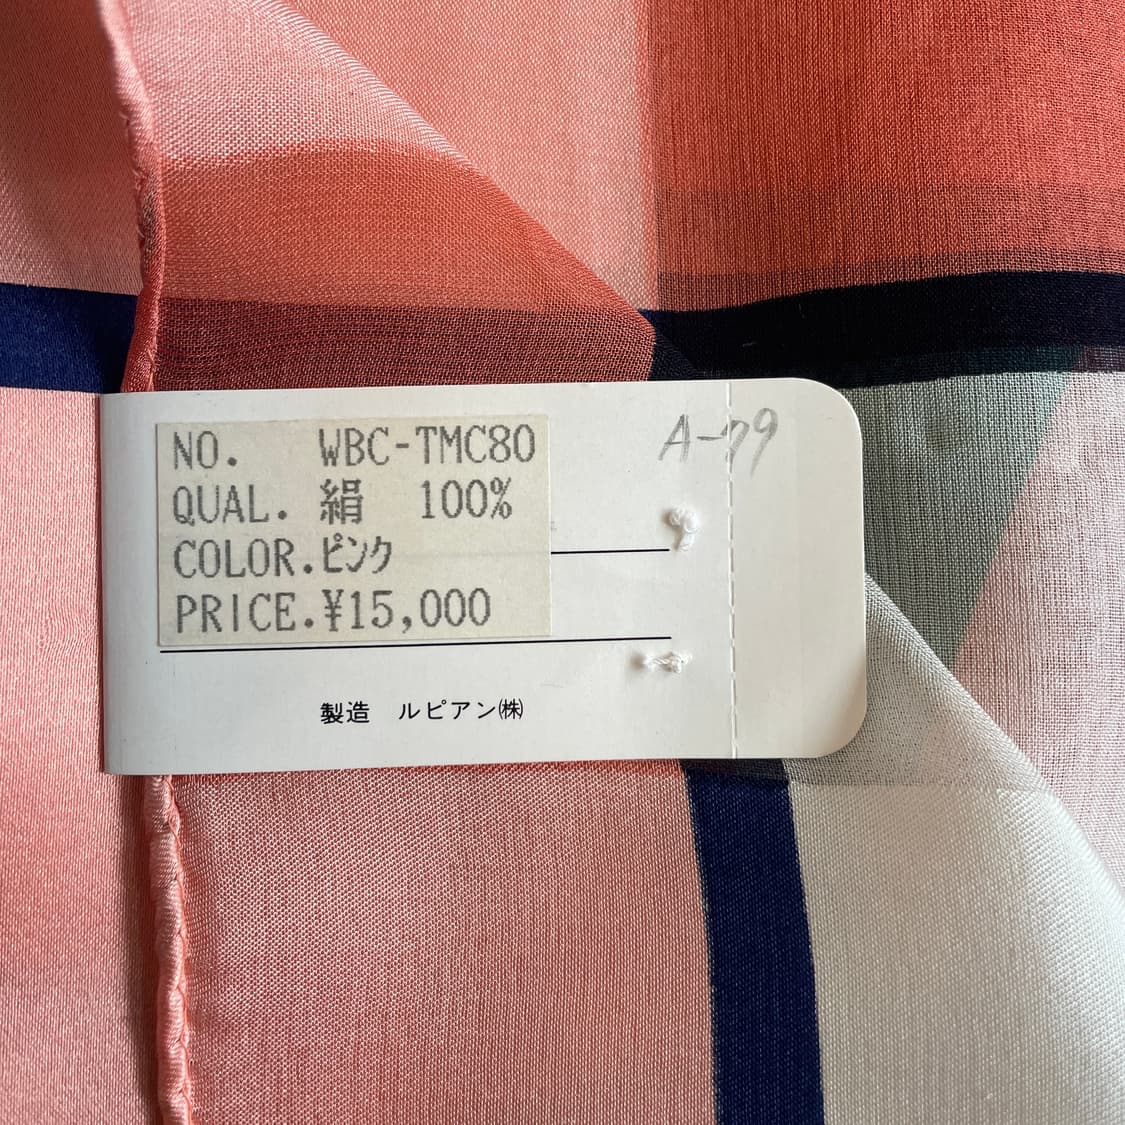 NO. WBC-TMC80
QUAL. 絹 100%
COLOR.ピンク
PRICE.¥15,000
A-79
製造 ルピアン㈱